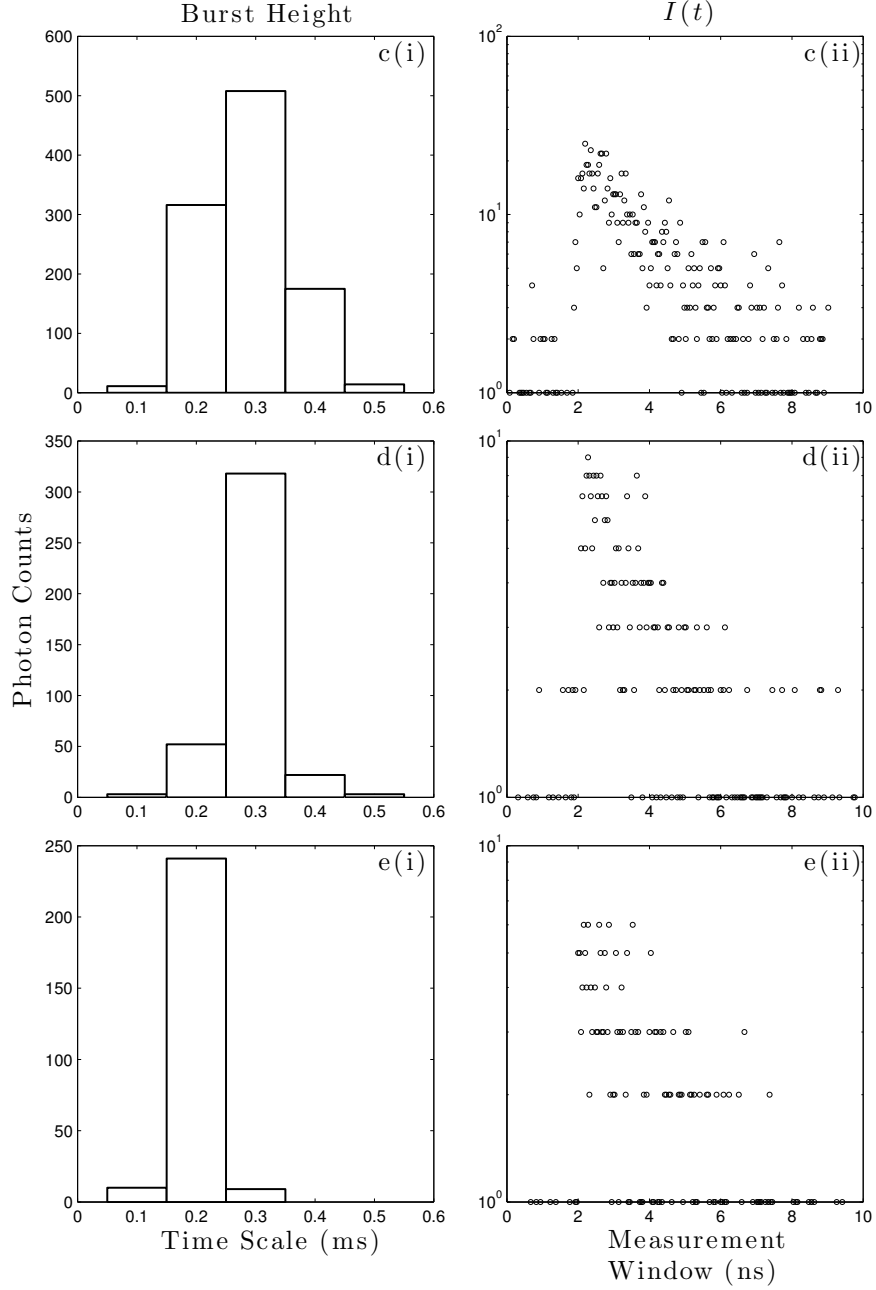 Burst Height
I(t)
c(i)
600
500
400
300
200
100
0
0.1 0.2 0.3 0.4 0.5 0.6
c(ii)
10²
10¹
10⁰
0 2 4 6 8 10
Photon Counts
d(i)
350
300
250
200
150
100
50
0
0.1 0.2 0.3 0.4 0.5 0.6
d(ii)
10¹
10⁰
0 2 4 6 8 10
e(i)
250
200
150
100
50
0
0 0.1 0.2 0.3 0.4 0.5 0.6
Time Scale (ms)
e(ii)
10¹
10⁰
0 2 4 6 8 10
Measurement
Window (ns)